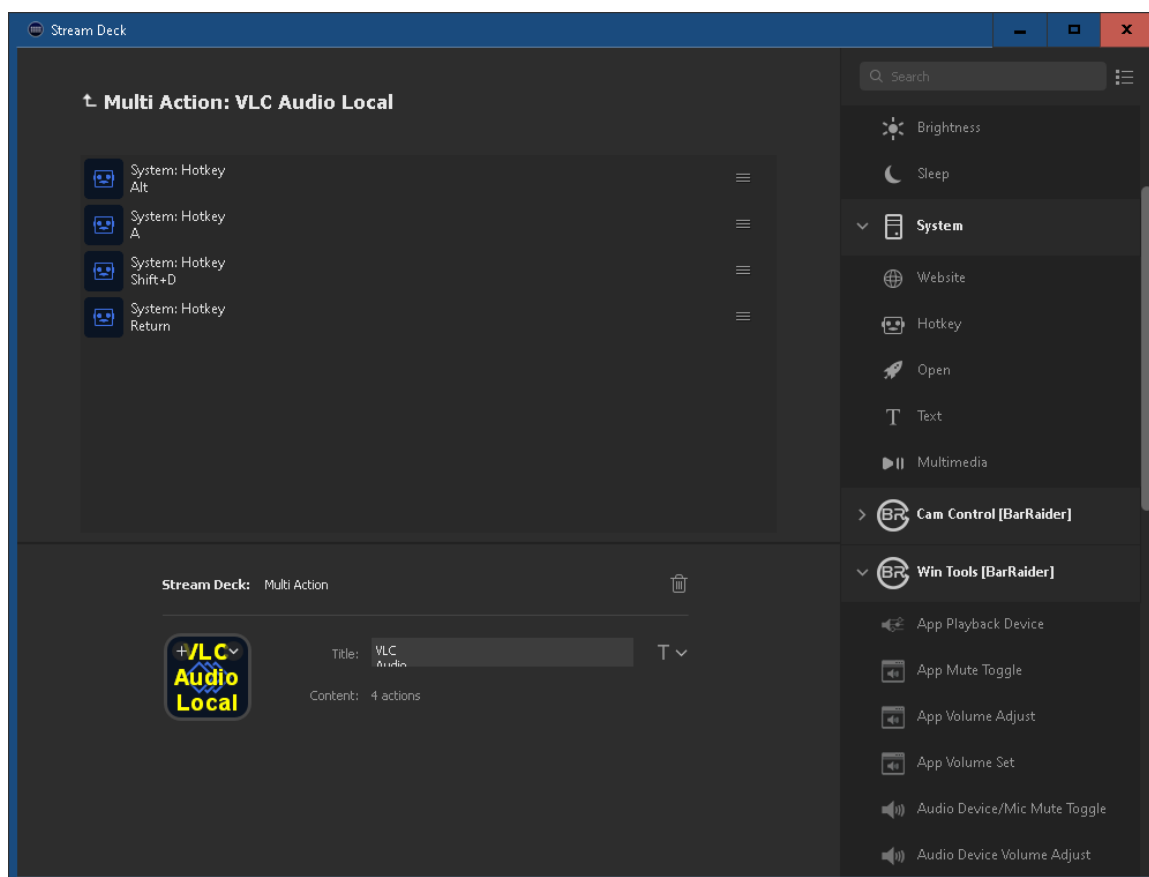 Stream Deck
Multi Action: VLC Audio Local
System: Hotkey
Alt
System: Hotkey
A
System: Hotkey
Shift+D
System: Hotkey
Return
Stream Deck: Multi Action
VLC
Audio
Local
Title: VLC
Audio
Content: 4 actions
T
Search
Brightness
Sleep
System
Website
Hotkey
Open
T Text
Multimedia
BR Cam Control [BarRaider]
BR Win Tools [BarRaider]
App Playback Device
App Mute Toggle
App Volume Adjust
App Volume Set
Audio Device/Mic Mute Toggle
Audio Device Volume Adjust